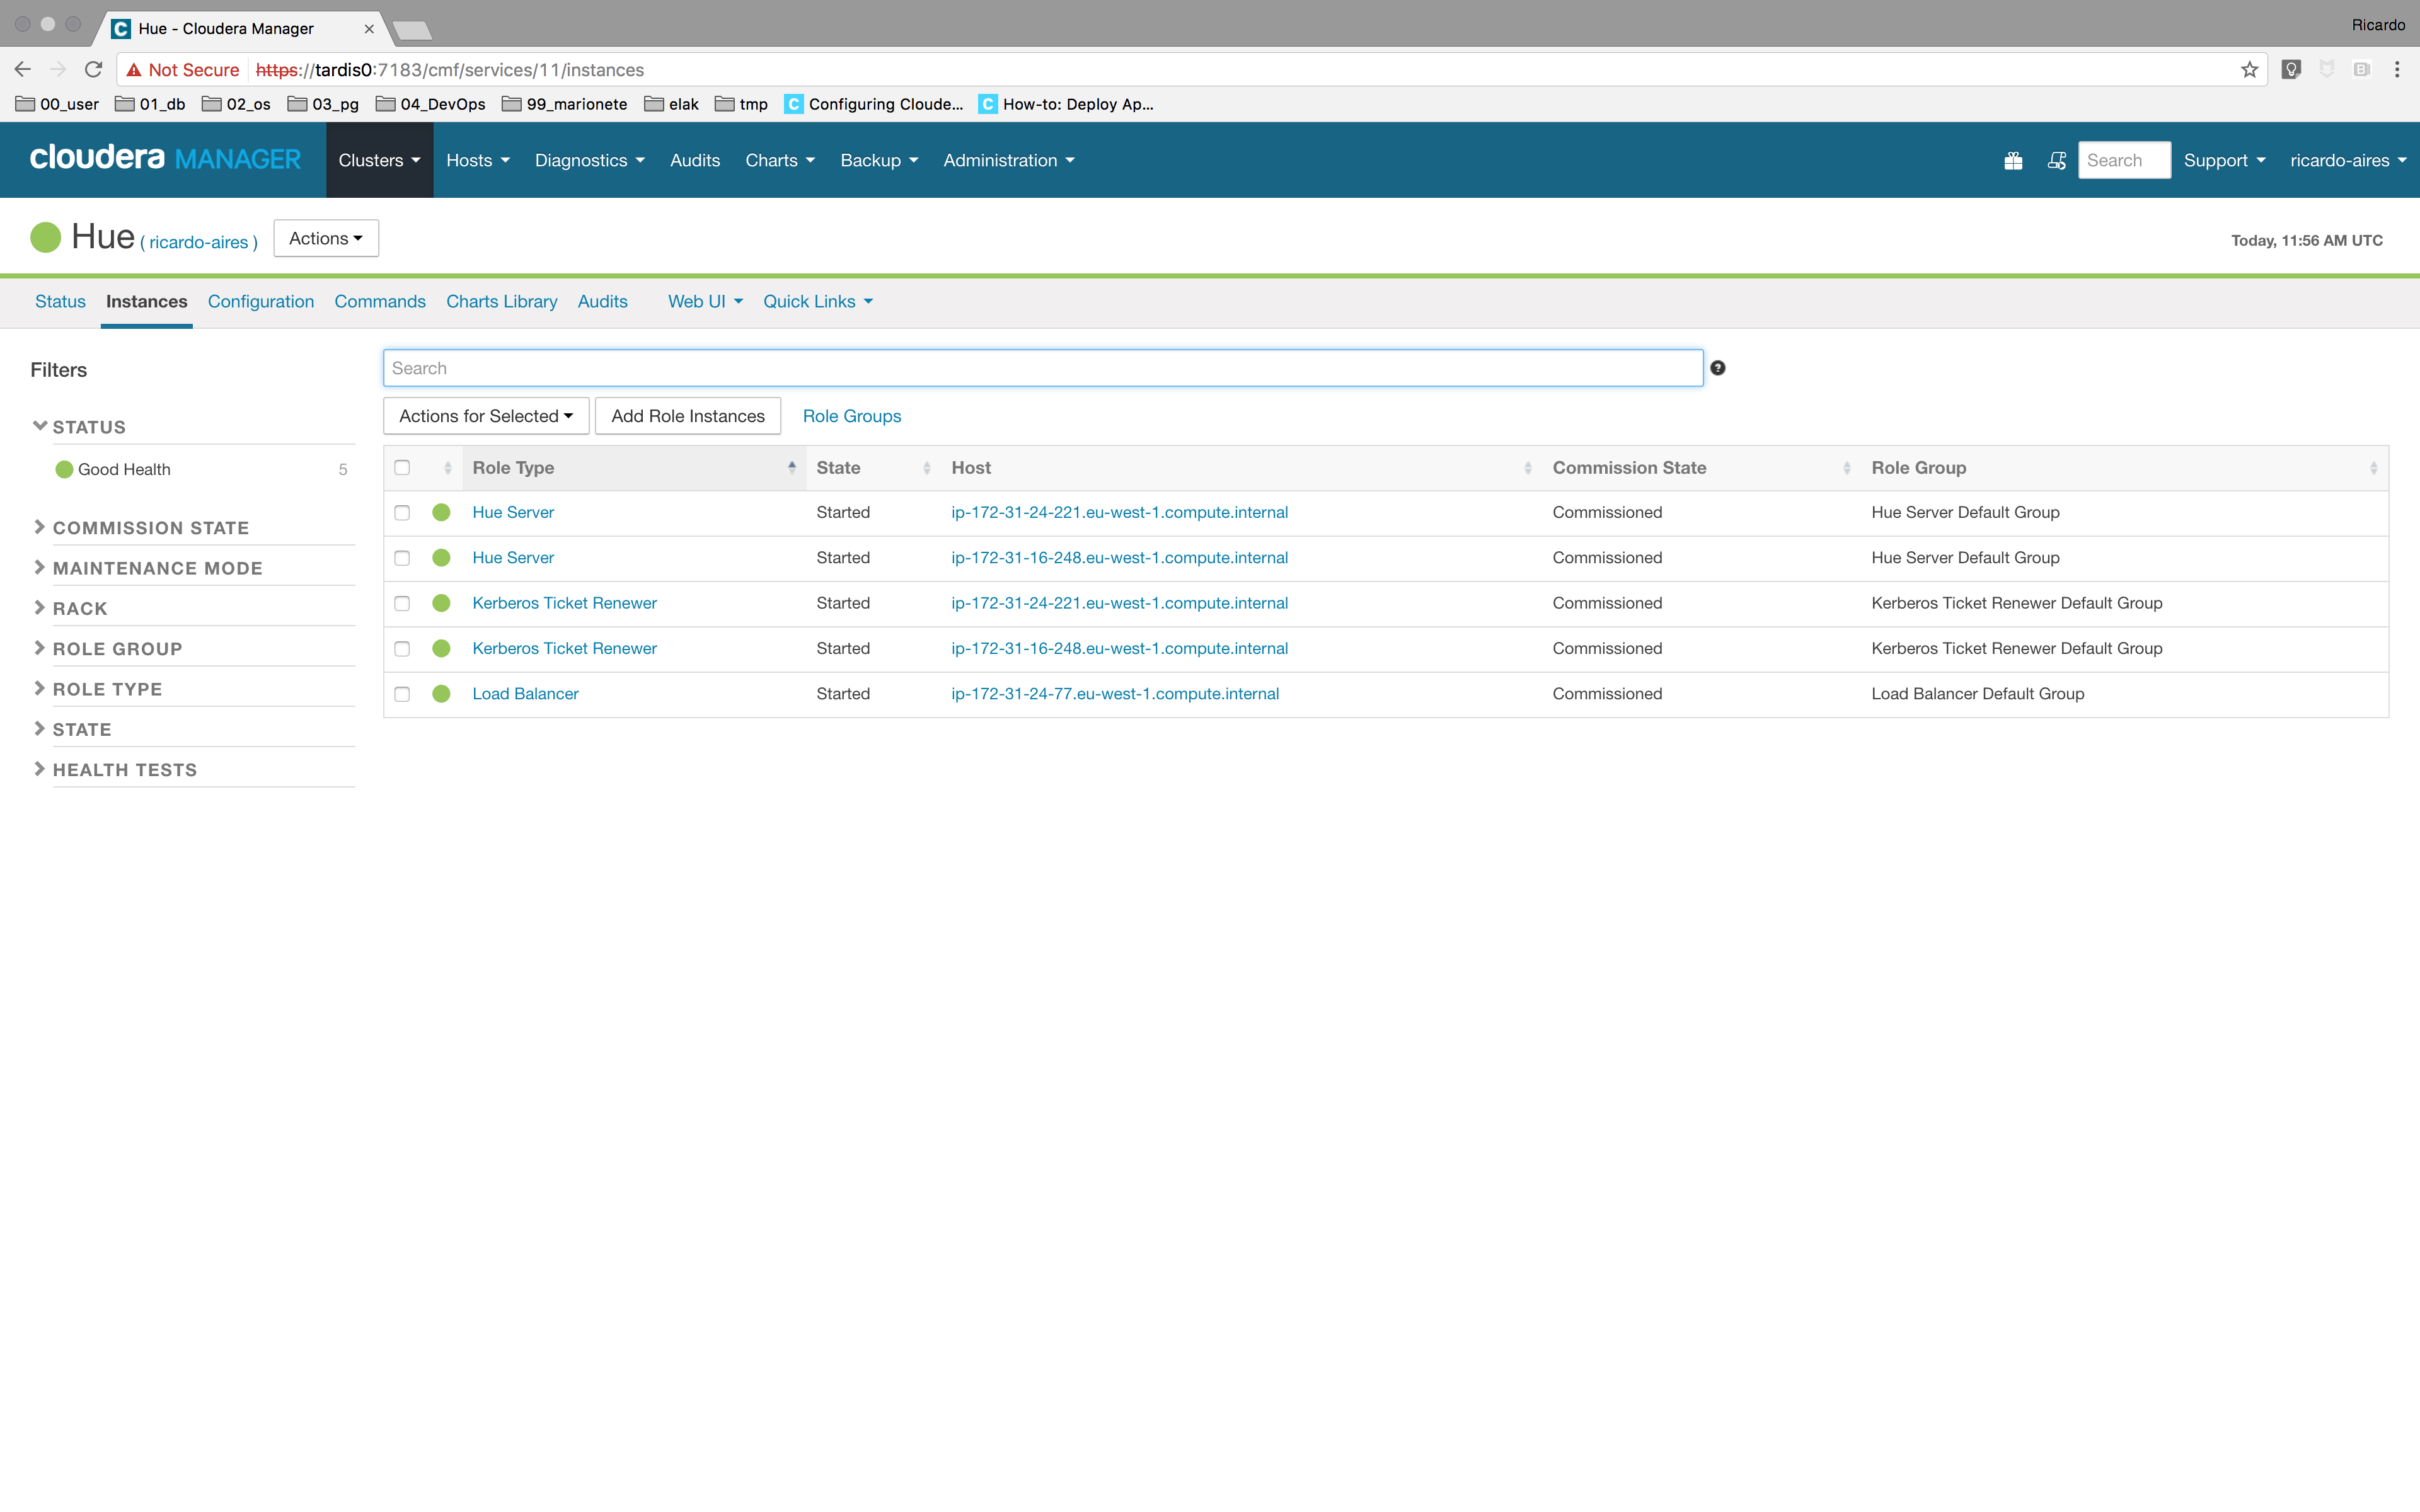 Hue - Cloudera Manager
Ricardo
Not Secure https://tardis0:7183/cmf/services/11/instances
00_user 01_db 02_os 03_pg 04_DevOps 99_marionete elak tmp Configuring Cloude... How-to: Deploy Ap...
cloudera MANAGER Clusters Hosts Diagnostics Audits Charts Backup Administration Search Support ricardo-aires
Hue ( ricardo-aires ) Actions Today, 11:56 AM UTC
Status Instances Configuration Commands Charts Library Audits Web UI Quick Links
Filters
Search
Actions for Selected Add Role Instances Role Groups
STATUS
Good Health 5
COMMISSION STATE
MAINTENANCE MODE
RACK
ROLE GROUP
ROLE TYPE
STATE
HEALTH TESTS
Role Type State Host Commission State Role Group
Hue Server Started ip-172-31-24-221.eu-west-1.compute.internal Commissioned Hue Server Default Group
Hue Server Started ip-172-31-16-248.eu-west-1.compute.internal Commissioned Hue Server Default Group
Kerberos Ticket Renewer Started ip-172-31-24-221.eu-west-1.compute.internal Commissioned Kerberos Ticket Renewer Default Group
Kerberos Ticket Renewer Started ip-172-31-16-248.eu-west-1.compute.internal Commissioned Kerberos Ticket Renewer Default Group
Load Balancer Started ip-172-31-24-77.eu-west-1.compute.internal Commissioned Load Balancer Default Group